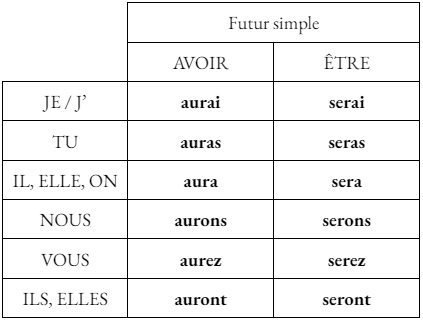 Futur simple
AVOIR ÊTRE
JE / J’ aurai serai
TU auras seras
IL, ELLE, ON aura sera
NOUS aurons serons
VOUS aurez serez
ILS, ELLES auront seront